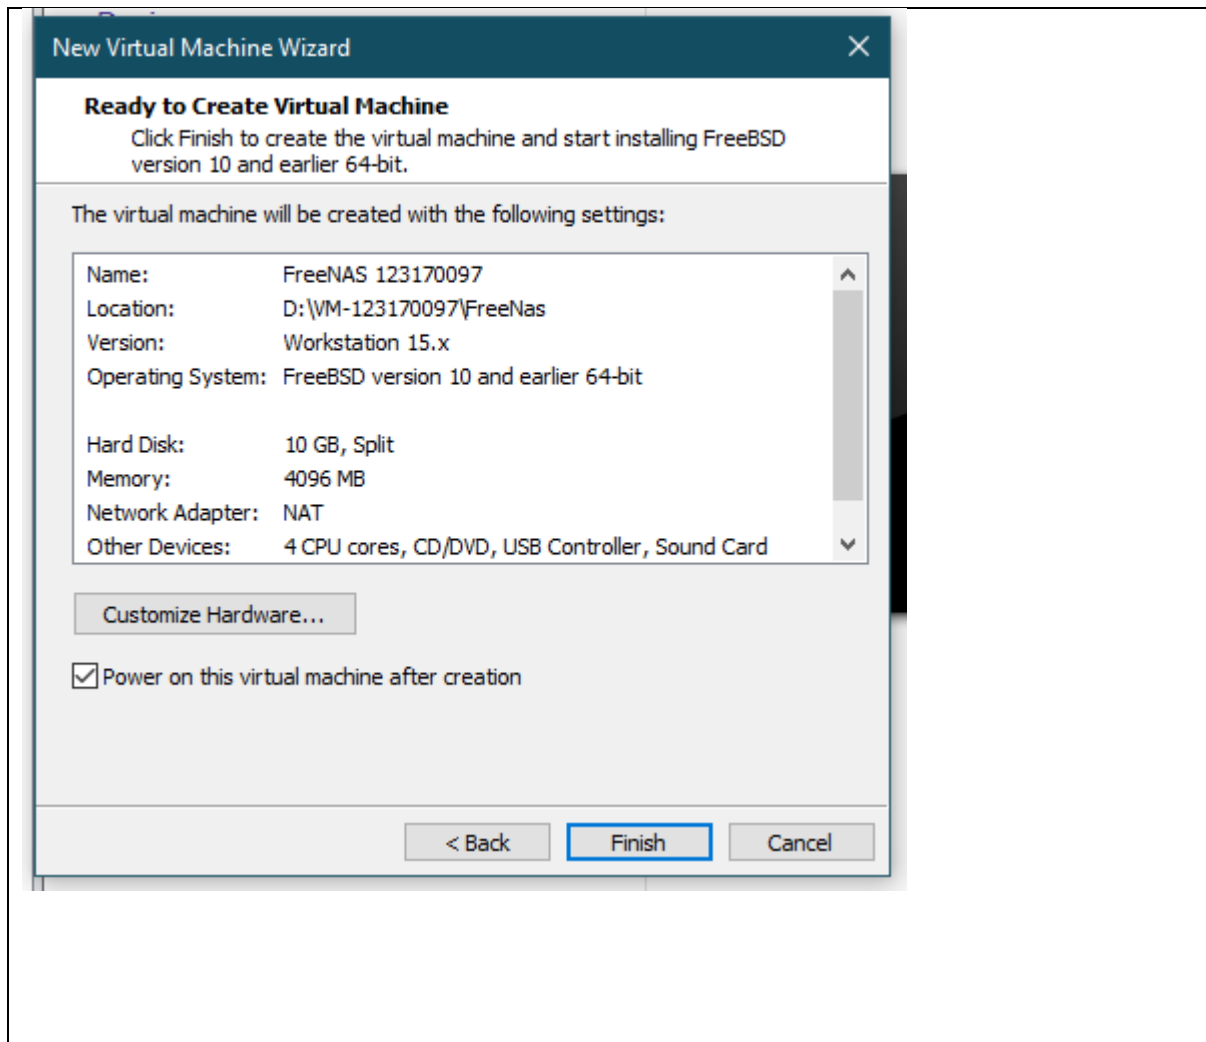 New Virtual Machine Wizard
Ready to Create Virtual Machine
Click Finish to create the virtual machine and start installing FreeBSD
version 10 and earlier 64-bit.
The virtual machine will be created with the following settings:
Name: FreeNAS 123170097
Location: D:\VM-123170097\FreeNas
Version: Workstation 15.x
Operating System: FreeBSD version 10 and earlier 64-bit
Hard Disk: 10 GB, Split
Memory: 4096 MB
Network Adapter: NAT
Other Devices: 4 CPU cores, CD/DVD, USB Controller, Sound Card
Customize Hardware...
Power on this virtual machine after creation
< Back Finish Cancel